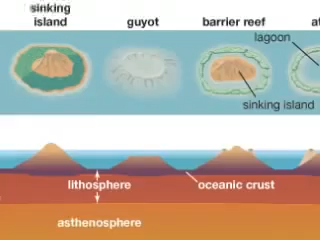 sinking
island
guyot
barrier reef
lagoon
sinking island
lithosphere
oceanic crust
asthenosphere